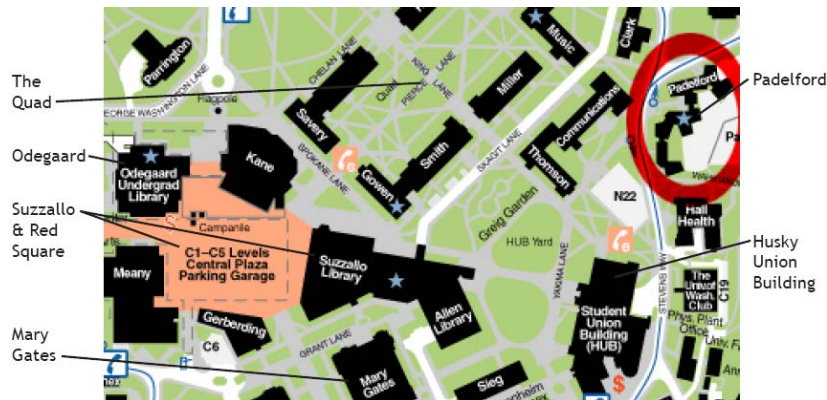 The
Quad
Odegaard
Suzzallo
& Red
Square
Mary
Gates
Padelford
Husky
Union
Building
Parrington
GEORGE WASHINGTON LANE
Flagpole
CHELAN LANE
Quad
KING LANE
PIERCE LANE
Music
Clark
Miller
Savery
SPOKANE LANE
Kane
Gowen
Smith
SKAGIT LANE
Communications
Thomson
Padelford
Pa
Odegaard
Undergrad
Library
Campanile
C1–C5 Levels
Central Plaza
Parking Garage
Meany
Gerberding
C6
Suzzallo
Library
Allen
Library
GRANT LANE
Mary
Gates
Sieg
Greig Garden
HUB Yard
YAKIMA LANE
N22
Hall
Health
STEVENS WAY
The
Univ of
Wash.
Club
C19
Phys. Plant
Office
Student
Union
Building
(HUB)
$